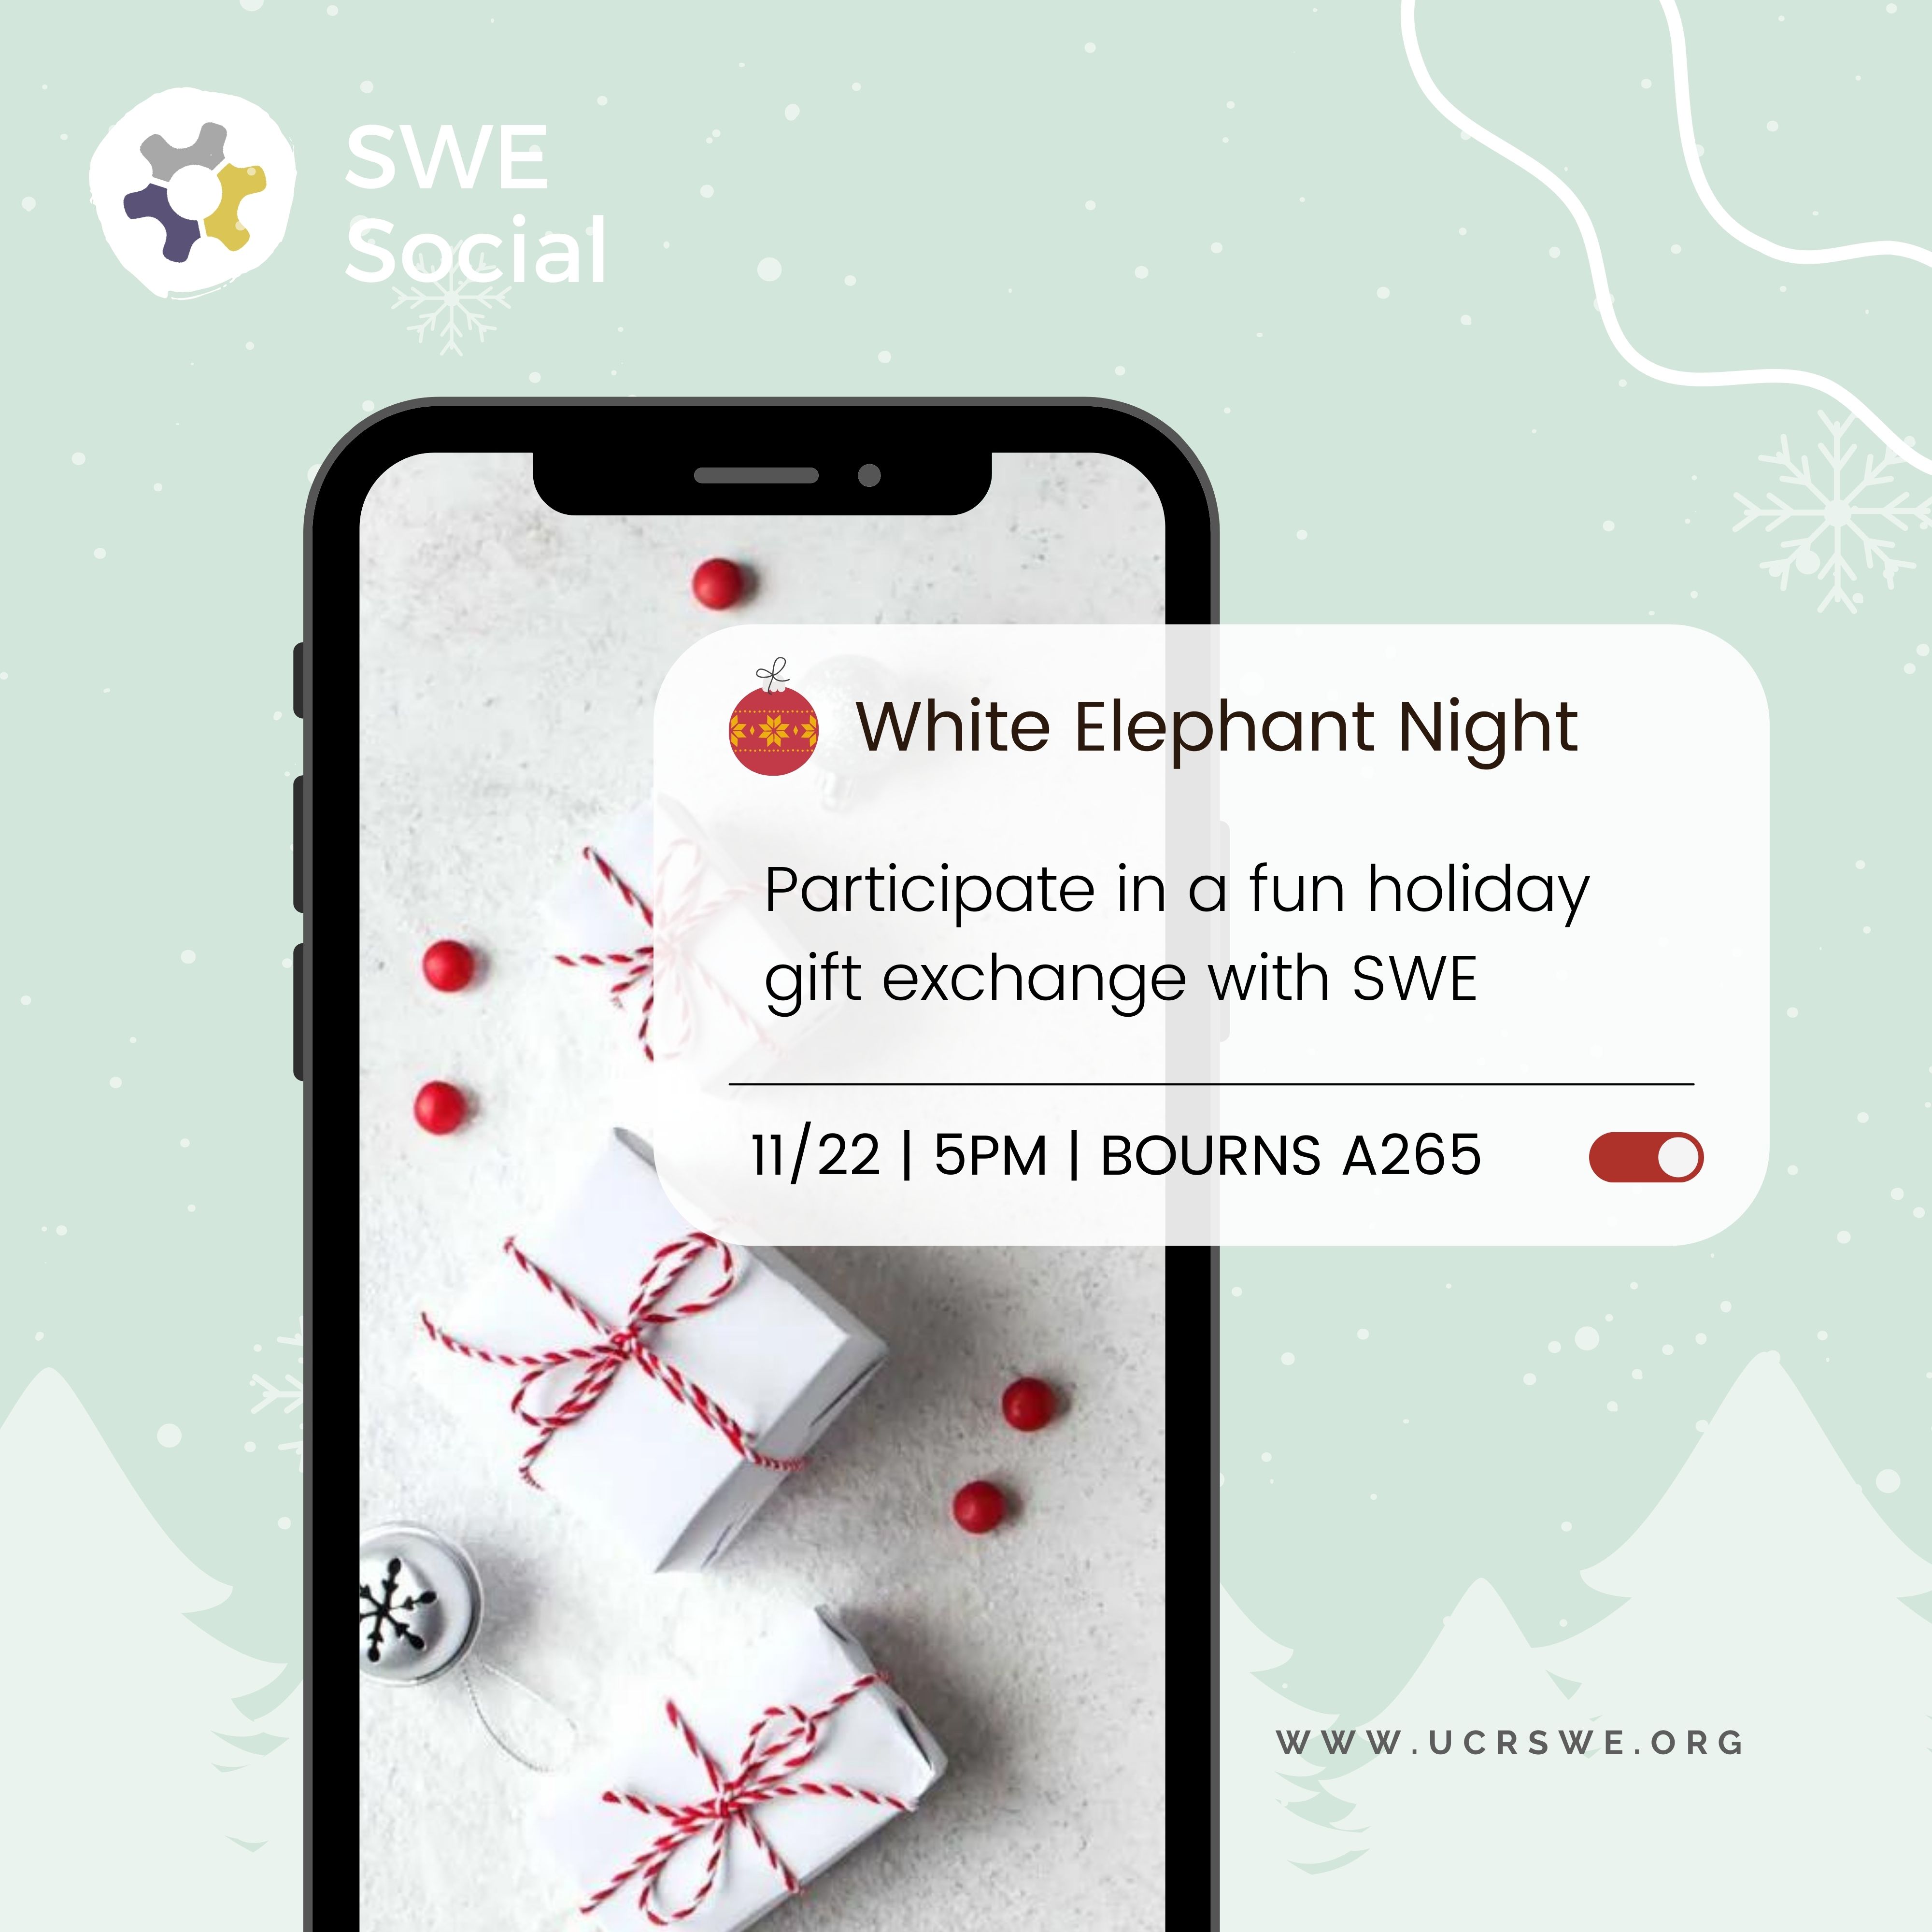 SWE
Social
White Elephant Night
Participate in a fun holiday
gift exchange with SWE
11/22 | 5PM | BOURNS A265
WWW.UCRSWE.ORG